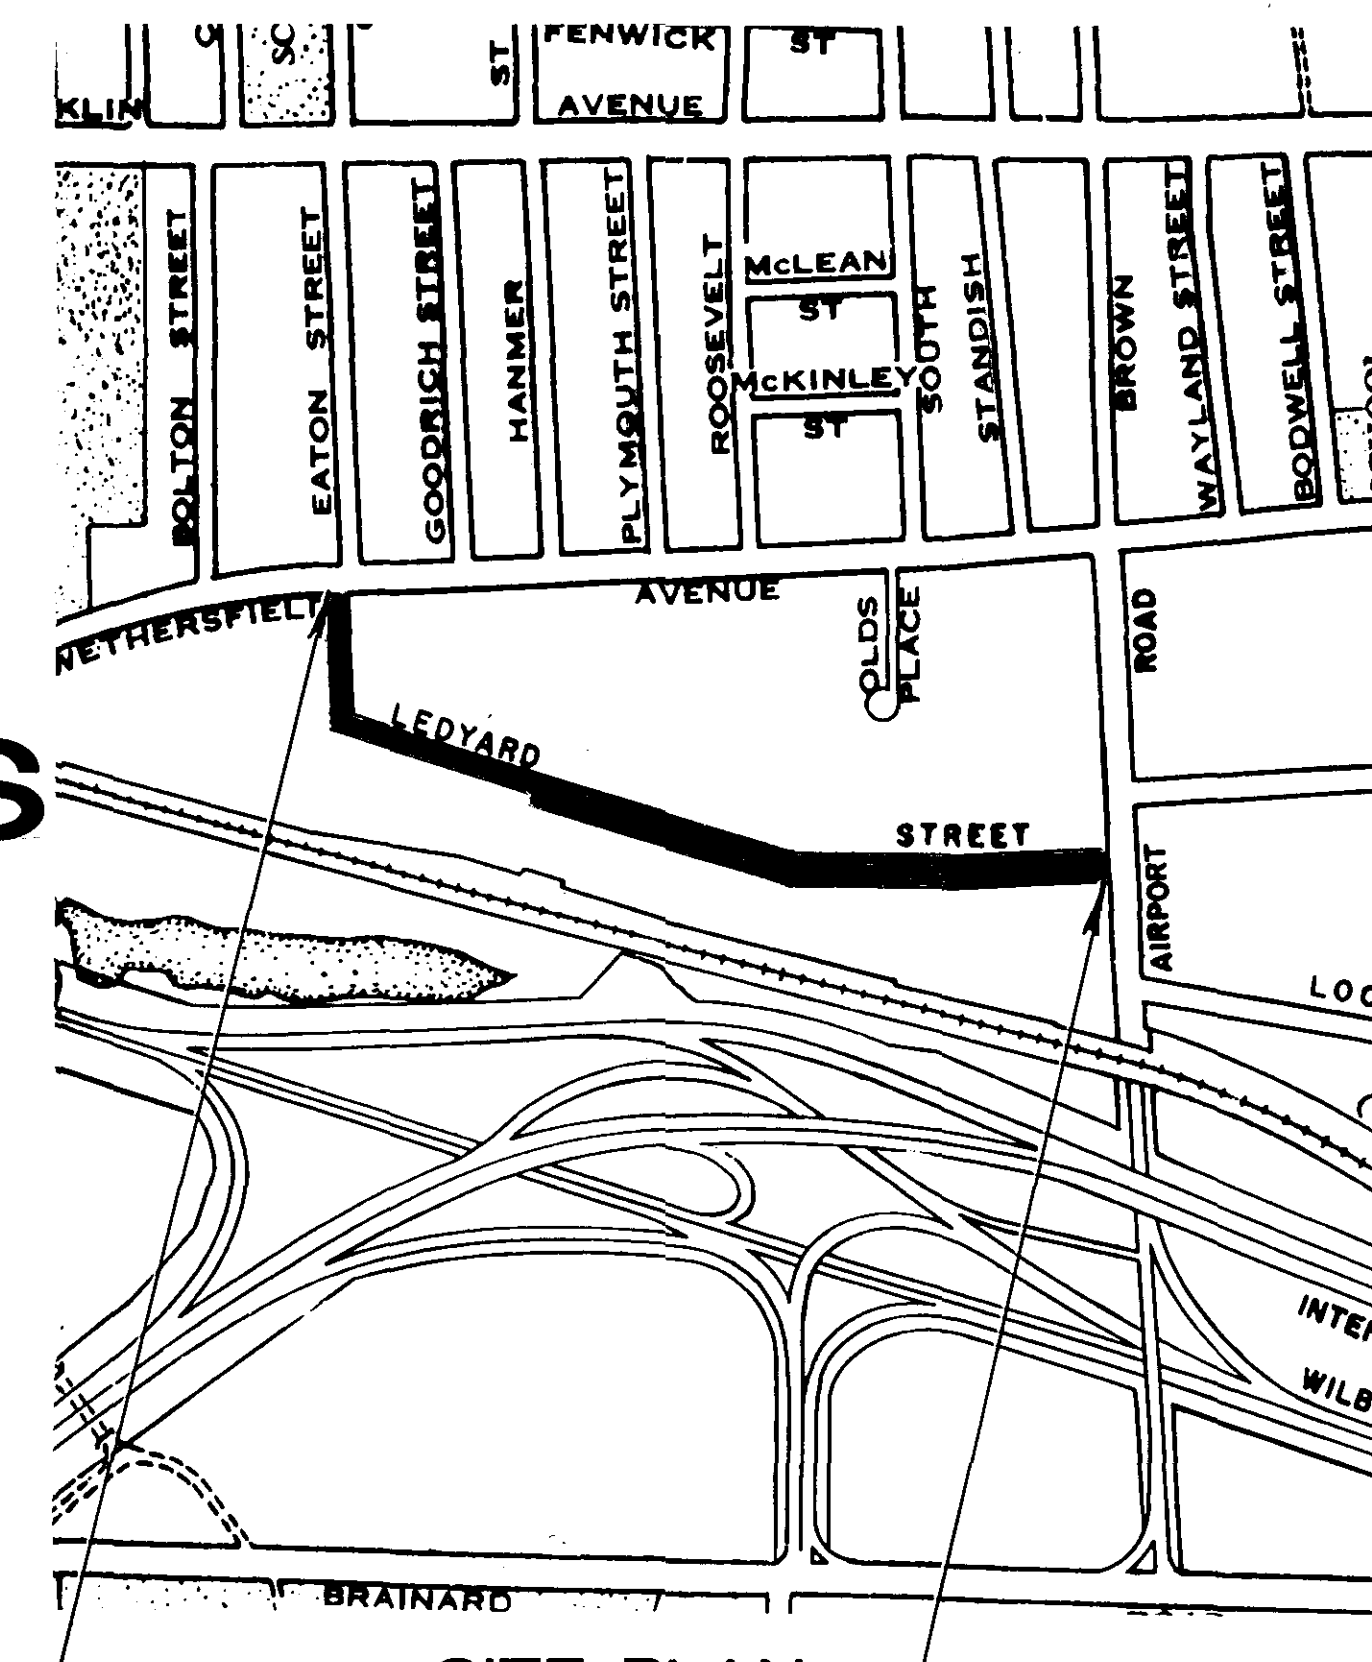 FENWICK
ST
ST
KLIN
AVENUE
BOLTON STREET
EATON STREET
GOODRICH STREET
HANMER
PLYMOUTH STREET
ROOSEVELT
McLEAN
ST
McKINLEY
ST
SOUTH
STANDISH
BROWN
WAYLAND STREET
BODWELL STREET
WETHERSFIELD
AVENUE
OLDS
PLACE
ROAD
LEDYARD
STREET
AIRPORT
LOC
INTER
WILB
BRAINARD